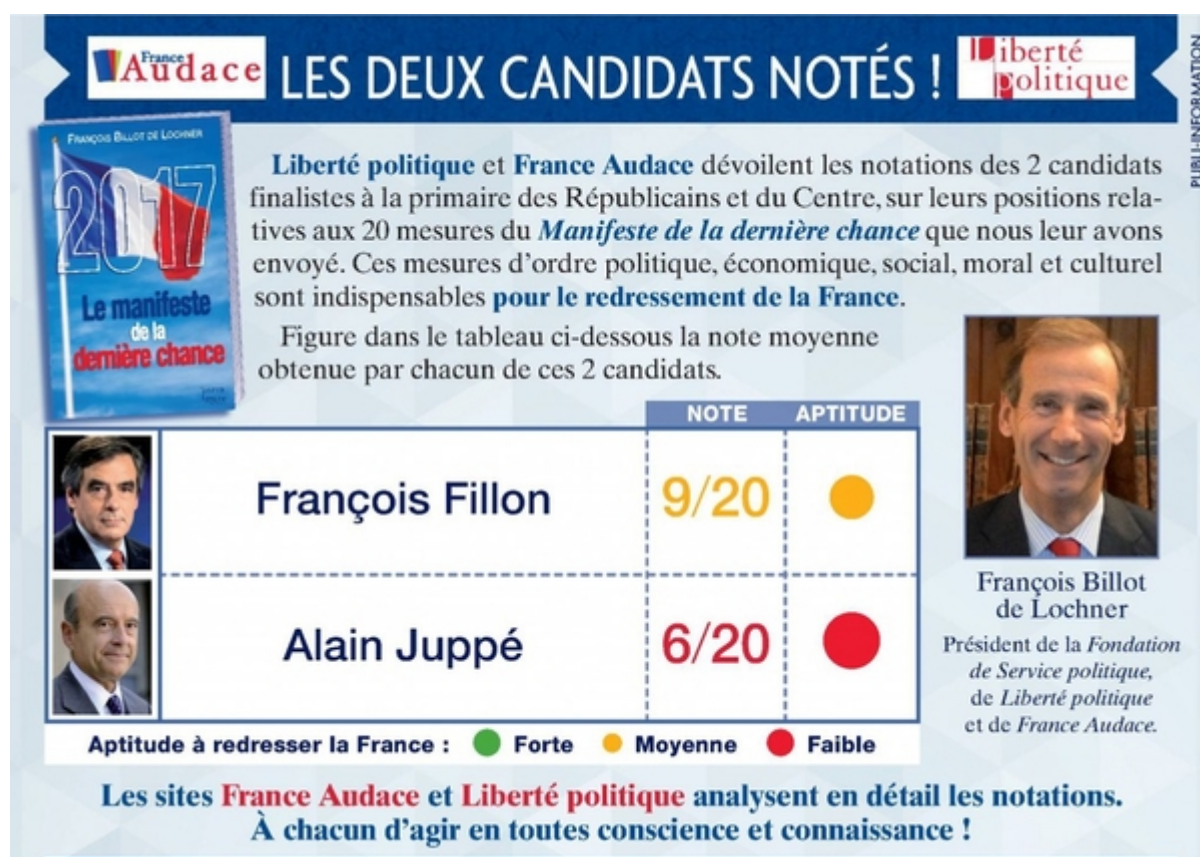 France
Audace
LES DEUX CANDIDATS NOTÉS !
Liberté
politique
PUBLI-INFORMATION
FRANÇOIS BILLOT DE LOCHNER
2017
Le manifeste
de la
dernière chance
Liberté politique et France Audace dévoilent les notations des 2 candidats
finalistes à la primaire des Républicains et du Centre, sur leurs positions rela-
tives aux 20 mesures du Manifeste de la dernière chance que nous leur avons
envoyé. Ces mesures d'ordre politique, économique, social, moral et culturel
sont indispensables pour le redressement de la France.
Figure dans le tableau ci-dessous la note moyenne
obtenue par chacun de ces 2 candidats.
NOTE APTITUDE
François Fillon 9/20
Alain Juppé 6/20
Aptitude à redresser la France : Forte Moyenne Faible
François Billot
de Lochner
Président de la Fondation
de Service politique,
de Liberté politique
et de France Audace.
Les sites France Audace et Liberté politique analysent en détail les notations.
À chacun d'agir en toutes conscience et connaissance !